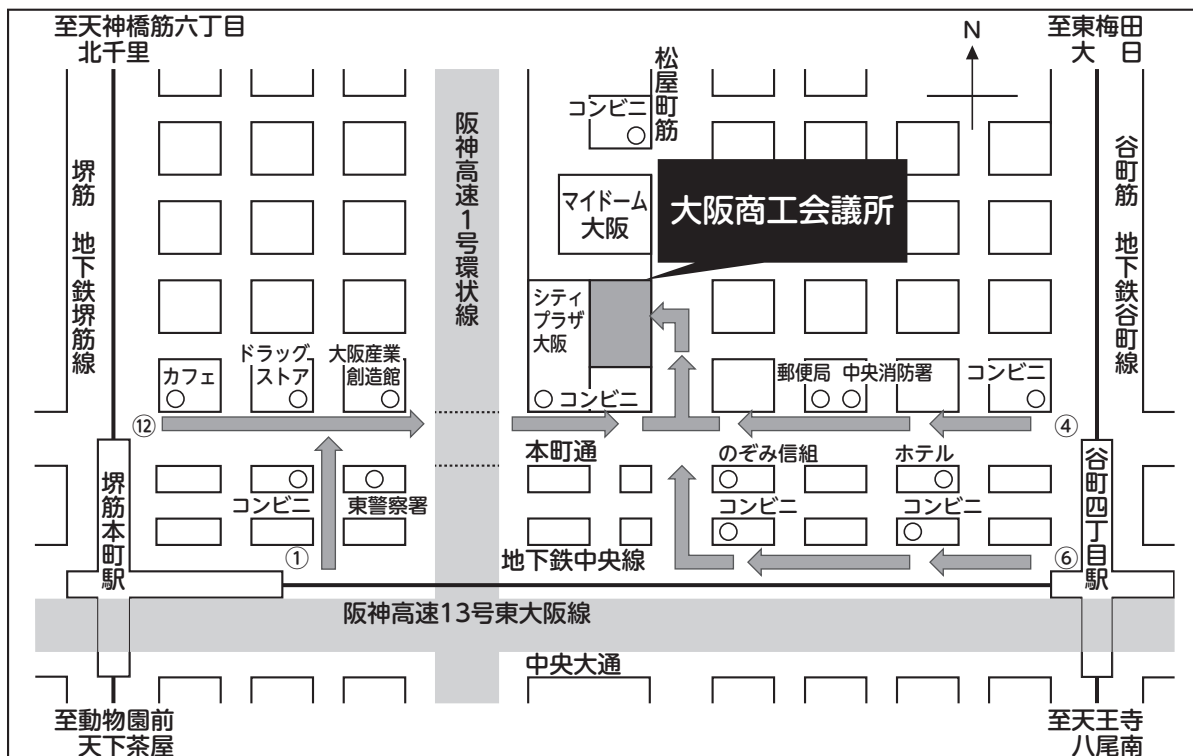 至天神橋筋六丁目
北千里
至東梅田
大日
N
松屋町筋
コンビニ
阪神高速1号環状線
堺筋 地下鉄堺筋線
谷町筋 地下鉄谷町線
マイドーム
大阪
大阪商工会議所
シティ
プラザ
大阪
カフェ
ドラッグ
ストア
大阪産業
創造館
コンビニ
郵便局
中央消防署
コンビニ
⑫
④
本町通
のぞみ信組
ホテル
コンビニ
東警察署
コンビニ
コンビニ
堺筋本町駅
谷町四丁目駅
①
地下鉄中央線
⑥
阪神高速13号東大阪線
中央大通
至動物園前
天下茶屋
至天王寺
八尾南